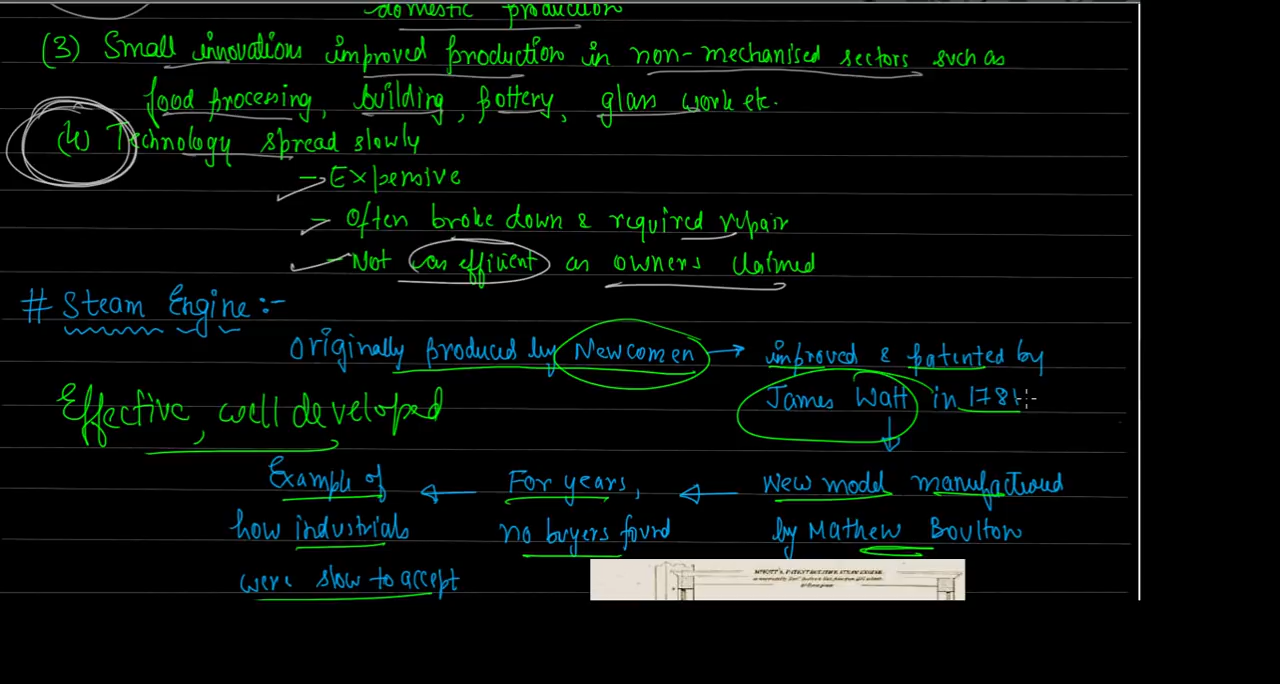 domestic production
(3) Small innovations improved production in non-mechanised sectors such as
food processing, building, pottery, glass work etc.
(4) Technology spread slowly
- Expensive
- Often broke down & required repair
- Not as efficient as owners claimed
# Steam Engine :-
originally produced by Newcomen → improved & patented by
James Watt in 1781
Effective, well developed
New model manufactured
by Mathew Boulton
For years,
no buyers found
Example of
how industrials
were slow to accept